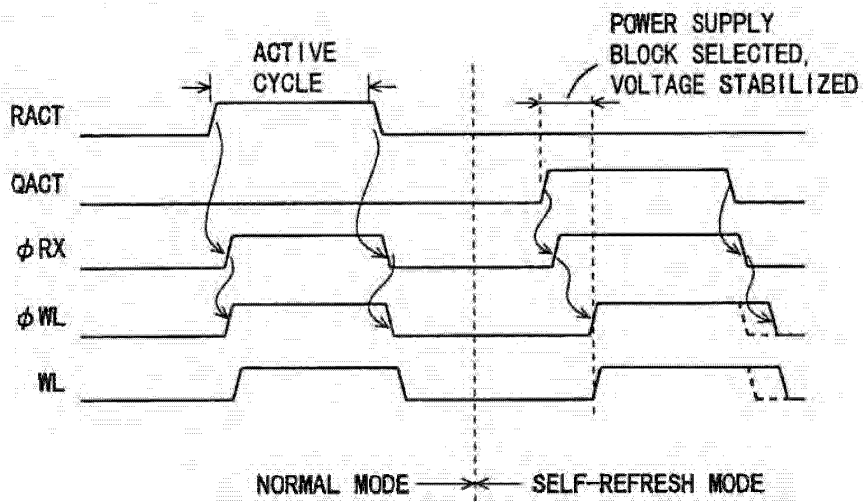 POWER SUPPLY
BLOCK SELECTED,
VOLTAGE STABILIZED
ACTIVE
CYCLE
RACT
QACT
φRX
φWL
WL
NORMAL MODE
SELF-REFRESH MODE